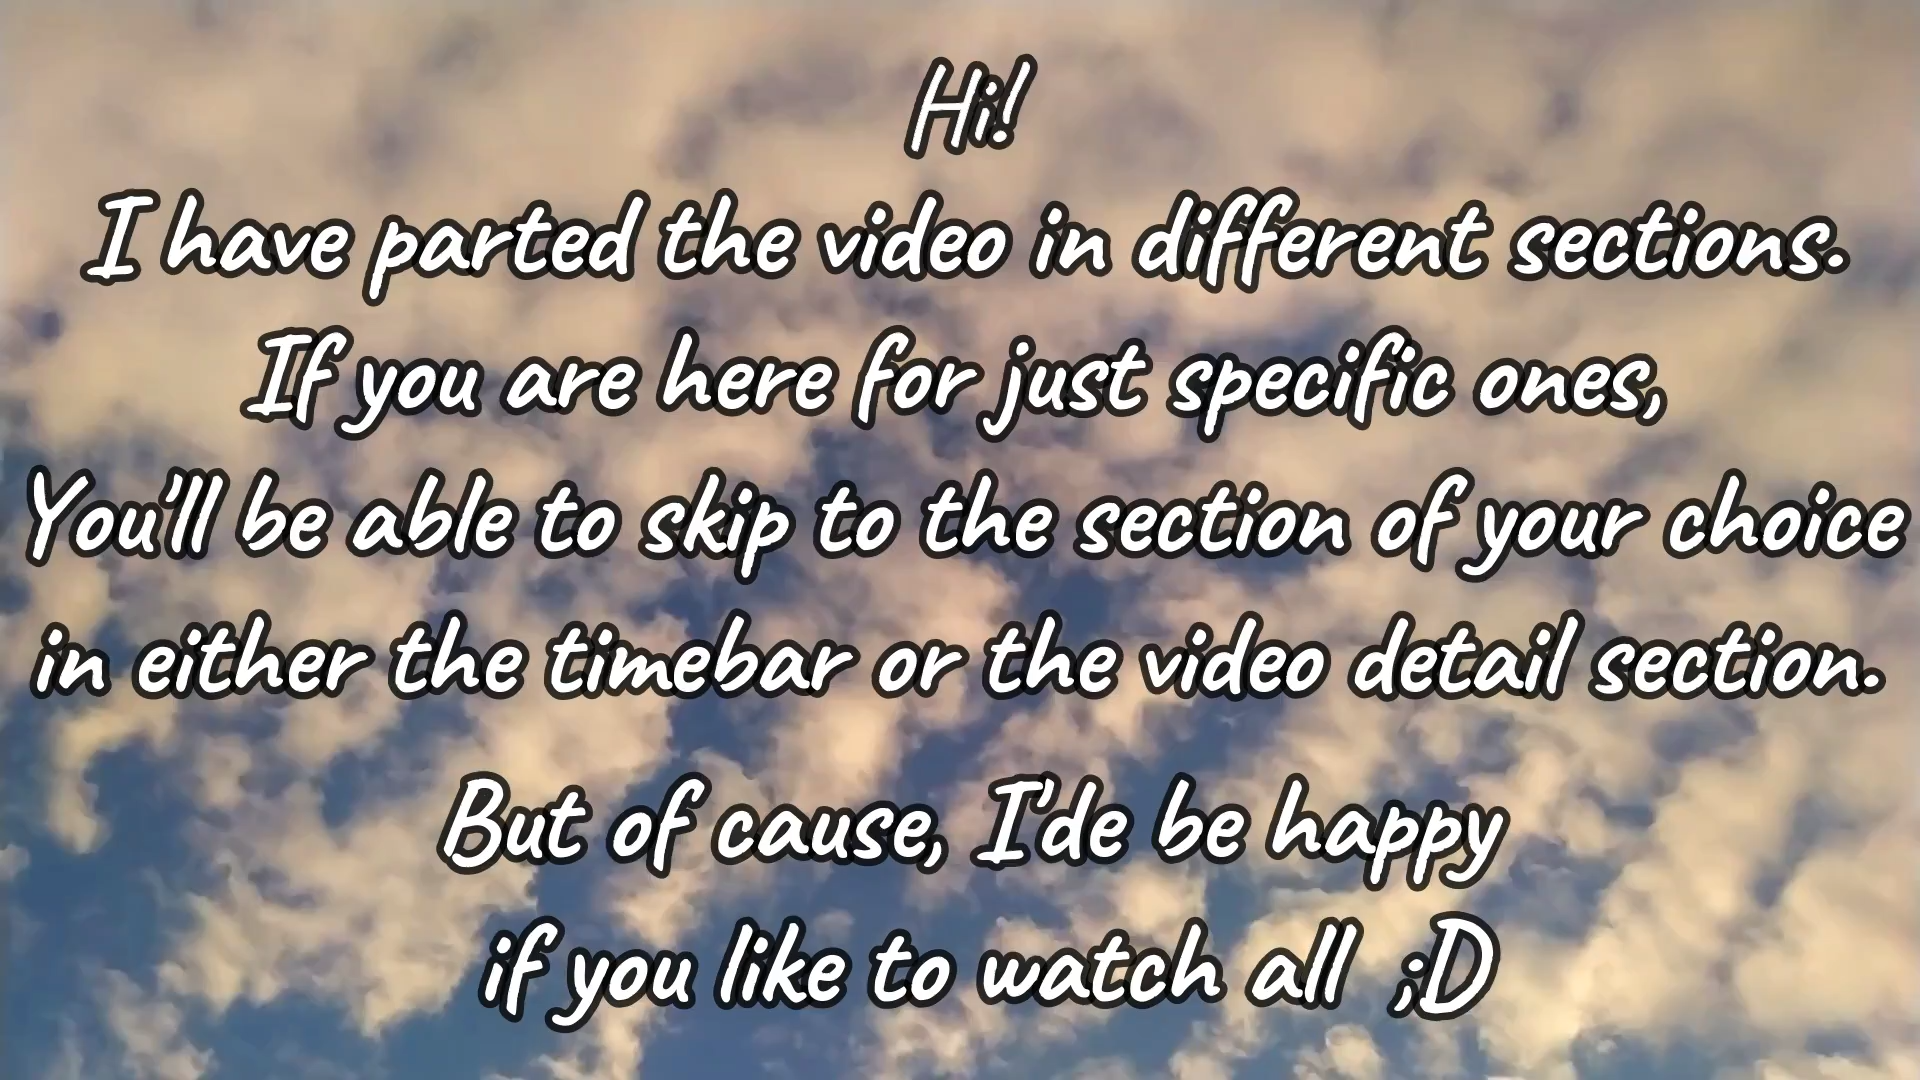 Hi!
I have parted the video in different sections.
If you are here for just specific ones,
You'll be able to skip to the section of your choice
in either the timebar or the video detail section.
But of cause, I'de be happy
if you like to watch all ;D